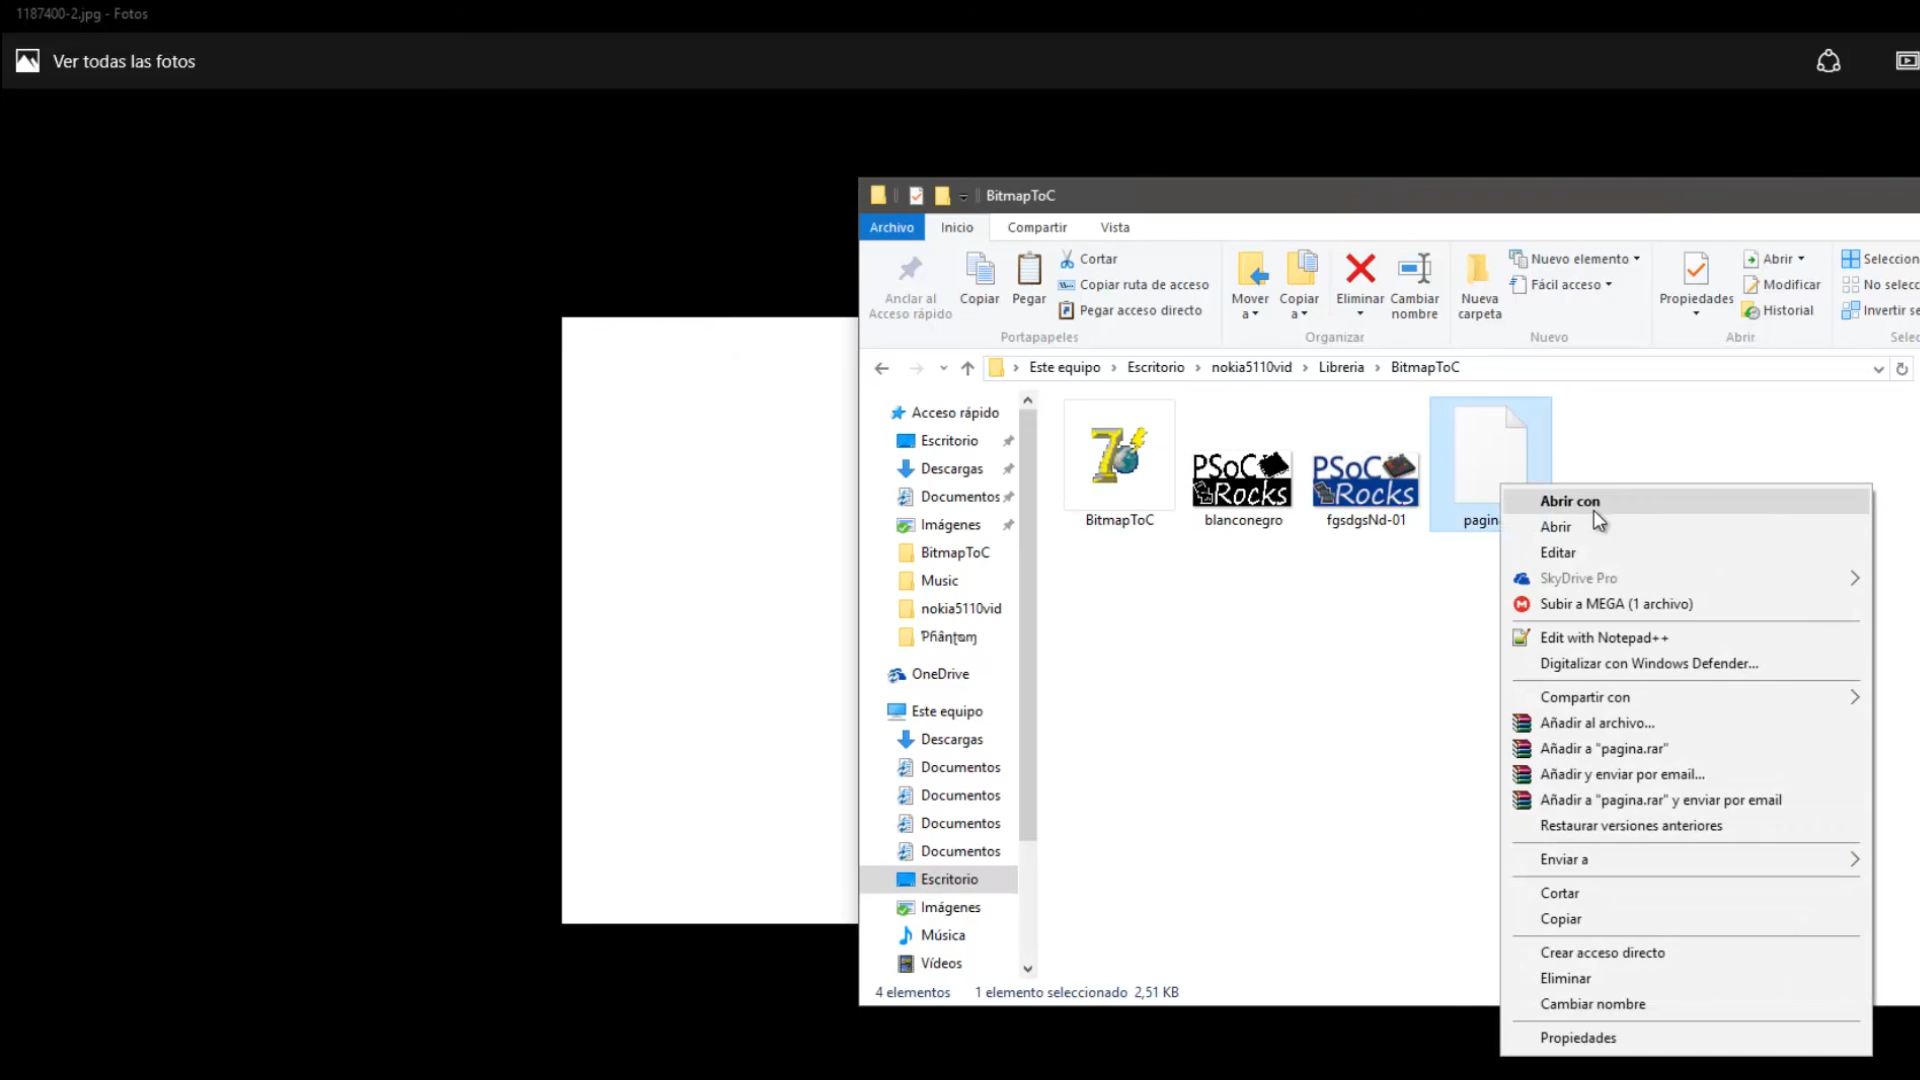 1187400-2.jpg - Fotos
Ver todas las fotos
BitmapToC
Archivo Inicio Compartir Vista
Anclar al
Acceso rápido
Copiar
Pegar
Cortar
Copiar ruta de acceso
Pegar acceso directo
Portapapeles
Mover
a
Copiar
a
Eliminar
Cambiar
nombre
Organizar
Nueva
carpeta
Nuevo elemento
Fácil acceso
Nuevo
Propiedades
Abrir
Modificar
Historial
Abrir
Seleccion
No selecc
Invertir se
Selec
Este equipo Escritorio nokia5110vid Libreria BitmapToC
Acceso rápido
Escritorio
Descargas
Documentos
Imágenes
BitmapToC
Music
nokia5110vid
OneDrive
Este equipo
Descargas
Documentos
Documentos
Documentos
Documentos
Escritorio
Imágenes
Música
Vídeos
BitmapToC
PSoC
Rocks
blanconegro
PSoC
Rocks
fgsdgsNd-01
pagin
Abrir con
Abrir
Editar
SkyDrive Pro
Subir a MEGA (1 archivo)
Edit with Notepad++
Digitalizar con Windows Defender...
Compartir con
Añadir al archivo...
Añadir a "pagina.rar"
Añadir y enviar por email...
Añadir a "pagina.rar" y enviar por email
Restaurar versiones anteriores
Enviar a
Cortar
Copiar
Crear acceso directo
Eliminar
Cambiar nombre
Propiedades
4 elementos 1 elemento seleccionado 2,51 KB